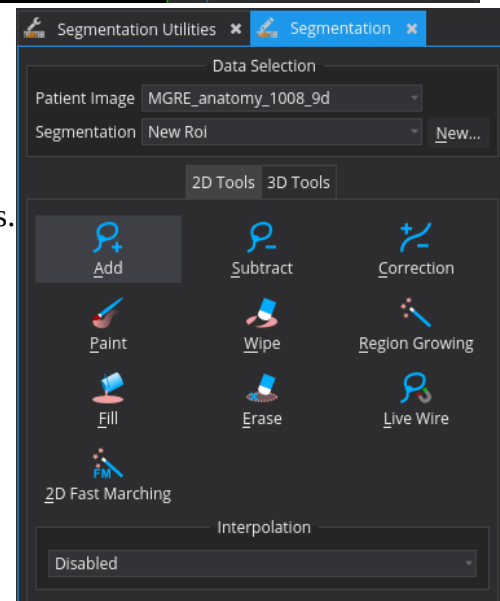 Segmentation Utilities Segmentation
Data Selection
Patient Image MGRE_anatomy_1008_9d
Segmentation New Roi New...
2D Tools 3D Tools
s.
Add Subtract Correction
Paint Wipe Region Growing
Fill Erase Live Wire
FM
2D Fast Marching
Interpolation
Disabled